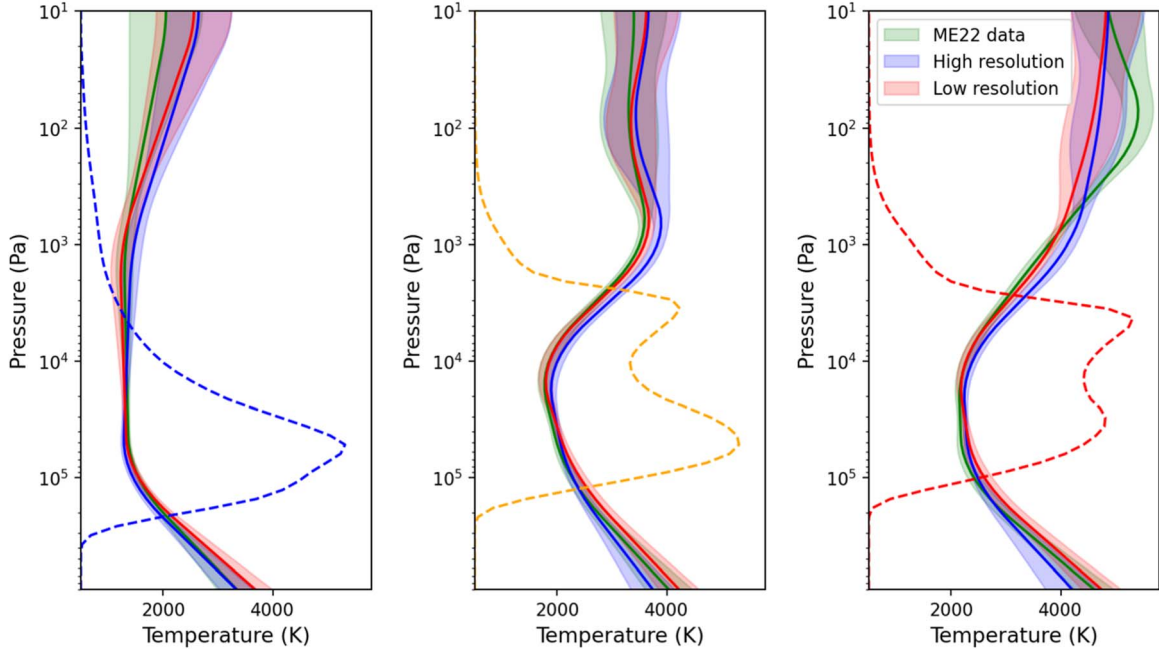 10¹
10²
10³
10⁴
10⁵
Pressure (Pa)
2000 4000
Temperature (K)
10¹
10²
10³
10⁴
10⁵
Pressure (Pa)
2000 4000
Temperature (K)
10¹
10²
10³
10⁴
10⁵
Pressure (Pa)
2000 4000
Temperature (K)
ME22 data
High resolution
Low resolution